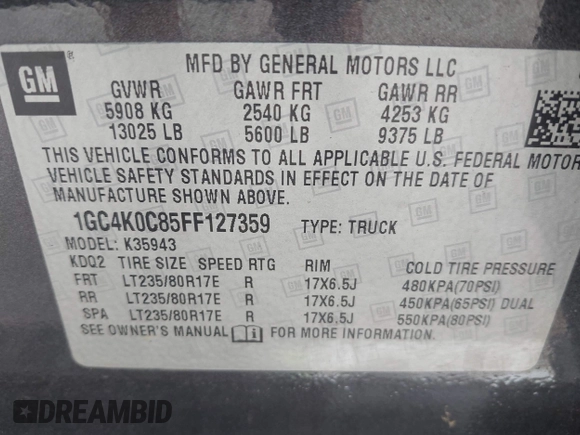 GM
MFD BY GENERAL MOTORS LLC
GVWR GAWR FRT GAWR RR
5908 KG 2540 KG 4253 KG
13025 LB 5600 LB 9375 LB
THIS VEHICLE CONFORMS TO ALL APPLICABLE U.S. FEDERAL MOTOR
VEHICLE SAFETY STANDARDS IN EFFECT ON THE DATE OF
MANUFACTURE SHOWN ABOVE.
1GC4K0C85FF127359 TYPE: TRUCK
MODEL: K35943
KDQ2 TIRE SIZE SPEED RTG RIM COLD TIRE PRESSURE
FRT LT235/80R17E R 17X6.5J 480KPA(70PSI)
RR LT235/80R17E R 17X6.5J 450KPA(65PSI) DUAL
SPA LT235/80R17E R 17X6.5J 550KPA(80PSI)
SEE OWNER'S MANUAL FOR MORE INFORMATION.
DREAMBID